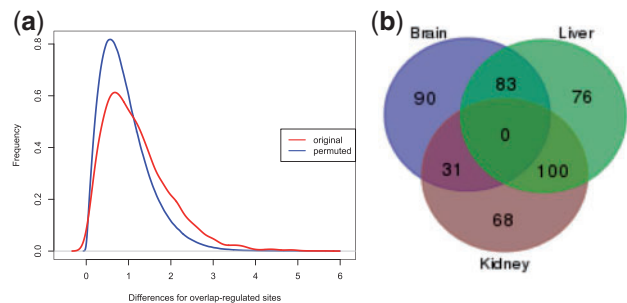 (a)
Frequency
0.8
0.6
0.4
0.2
0.0
original
permuted
0 1 2 3 4 5 6
Differences for overlap-regulated sites
(b)
Brain
Liver
90
83
76
0
31
100
68
Kidney